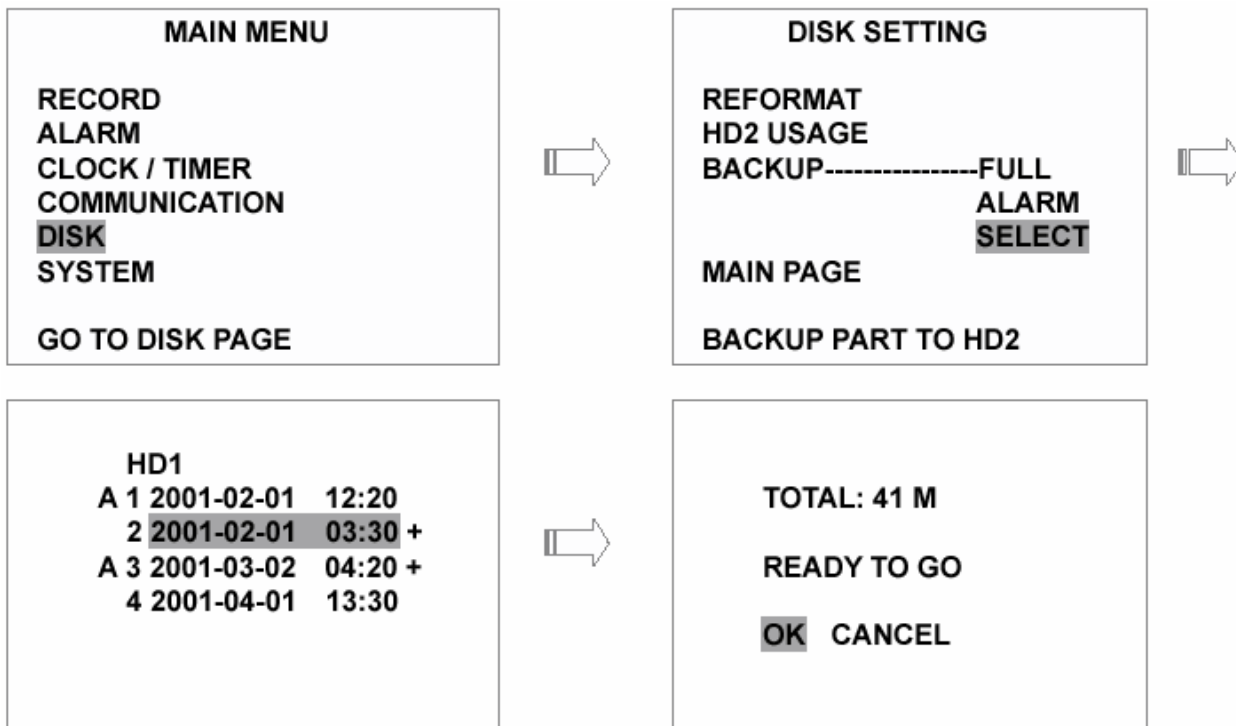 MAIN MENU
RECORD
ALARM
CLOCK / TIMER
COMMUNICATION
DISK
SYSTEM
GO TO DISK PAGE
DISK SETTING
REFORMAT
HD2 USAGE
BACKUP----------------FULL
ALARM
SELECT
MAIN PAGE
BACKUP PART TO HD2
HD1
A 1 2001-02-01 12:20
2 2001-02-01 03:30 +
A 3 2001-03-02 04:20 +
4 2001-04-01 13:30
TOTAL: 41 M
READY TO GO
OK CANCEL